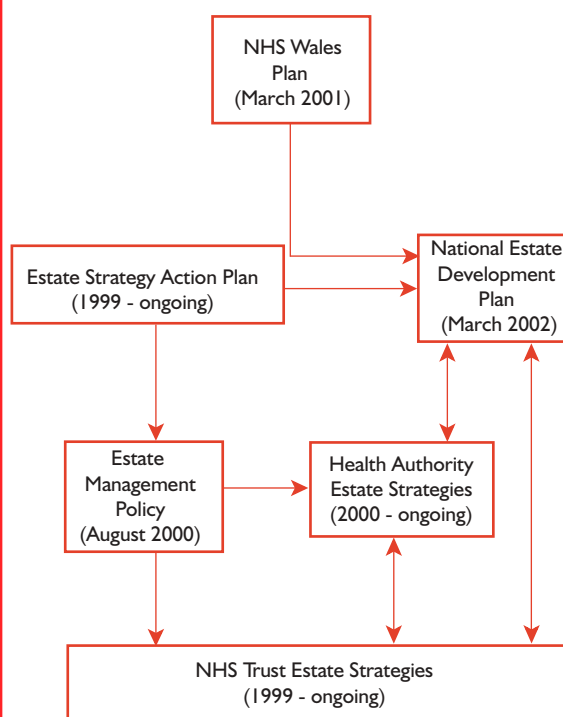 NHS Wales
Plan
(March 2001)
National Estate
Development
Plan
(March 2002)
Estate Strategy Action Plan
(1999 - ongoing)
Estate
Management
Policy
(August 2000)
Health Authority
Estate Strategies
(2000 - ongoing)
NHS Trust Estate Strategies
(1999 - ongoing)